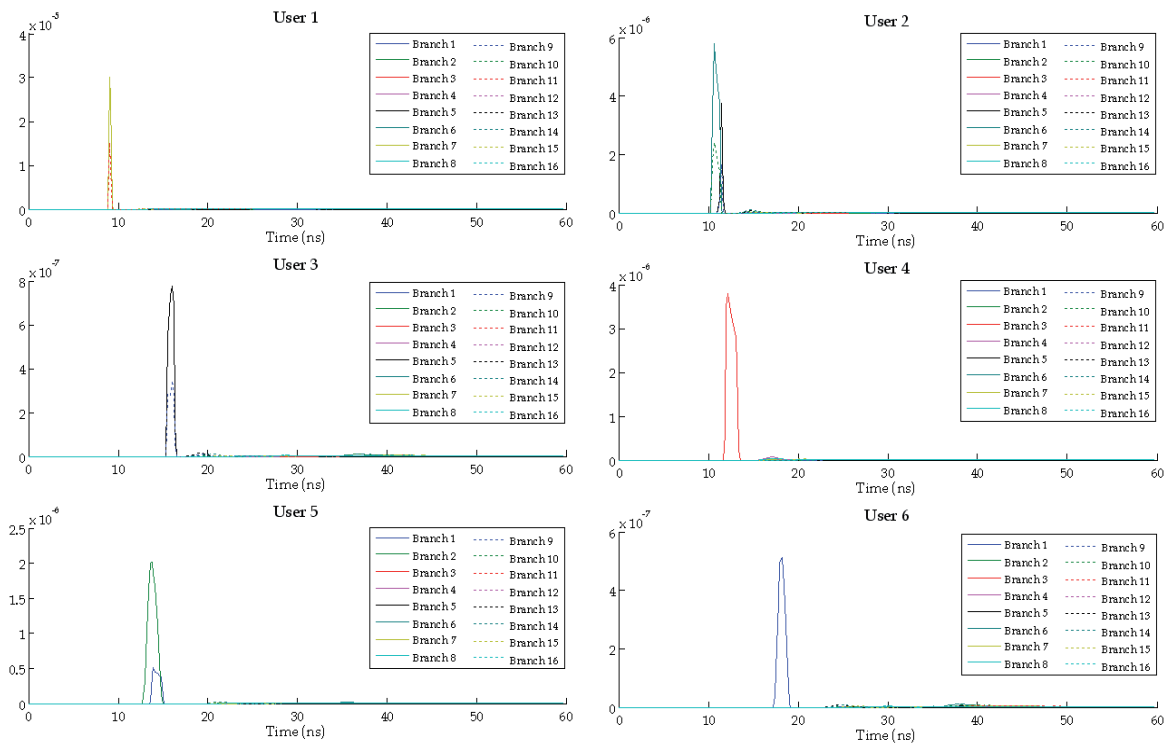 User 1
x 10^-5
4
3
2
1
0
0 10 20 30 40 50 60
Time (ns)
Branch 1 Branch 9
Branch 2 Branch 10
Branch 3 Branch 11
Branch 4 Branch 12
Branch 5 Branch 13
Branch 6 Branch 14
Branch 7 Branch 15
Branch 8 Branch 16
User 2
x 10^-6
6
4
2
0
0 10 20 30 40 50 60
Time (ns)
Branch 1 Branch 9
Branch 2 Branch 10
Branch 3 Branch 11
Branch 4 Branch 12
Branch 5 Branch 13
Branch 6 Branch 14
Branch 7 Branch 15
Branch 8 Branch 16
User 3
x 10^-7
8
6
4
2
0
0 10 20 30 40 50 60
Time (ns)
Branch 1 Branch 9
Branch 2 Branch 10
Branch 3 Branch 11
Branch 4 Branch 12
Branch 5 Branch 13
Branch 6 Branch 14
Branch 7 Branch 15
Branch 8 Branch 16
User 4
x 10^-6
4
3
2
1
0
0 10 20 30 40 50 60
Time (ns)
Branch 1 Branch 9
Branch 2 Branch 10
Branch 3 Branch 11
Branch 4 Branch 12
Branch 5 Branch 13
Branch 6 Branch 14
Branch 7 Branch 15
Branch 8 Branch 16
User 5
x 10^-6
2.5
2
1.5
1
0.5
0
0 10 20 30 40 50 60
Time (ns)
Branch 1 Branch 9
Branch 2 Branch 10
Branch 3 Branch 11
Branch 4 Branch 12
Branch 5 Branch 13
Branch 6 Branch 14
Branch 7 Branch 15
Branch 8 Branch 16
User 6
x 10^-7
6
4
2
0
0 10 20 30 40 50 60
Time (ns)
Branch 1 Branch 9
Branch 2 Branch 10
Branch 3 Branch 11
Branch 4 Branch 12
Branch 5 Branch 13
Branch 6 Branch 14
Branch 7 Branch 15
Branch 8 Branch 16